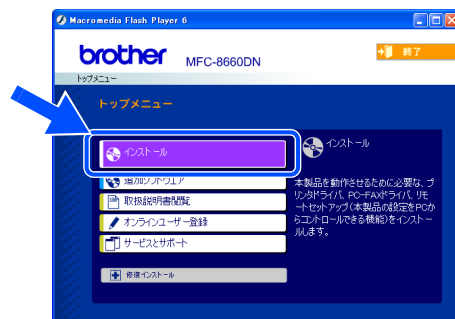 Macromedia Flash Player 6
brother MFC-8660DN
終了
トップメニュー
トップメニュー
インストール
追加ソフトウェア
取扱説明書閲覧
オンラインユーザー登録
サービスとサポート
修復インストール
インストール
本製品を動作させるために必要な、プ
リンタドライバ、PC-FAXドライバ、リモ
ートセットアップ(本製品の設定をPCか
らコントロールできる機能)をインストー
ルします。